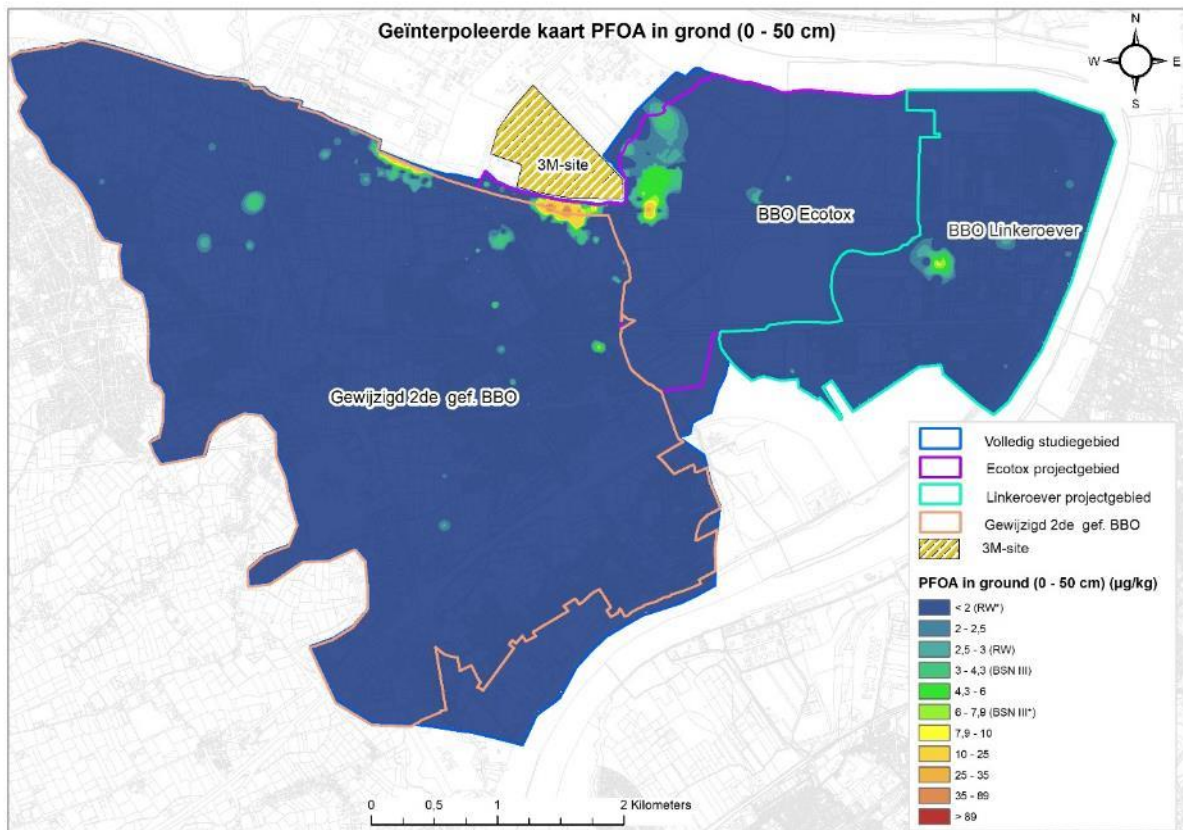 Geïnterpoleerde kaart PFOA in grond (0 - 50 cm)
N
W
E
S
3M-site
BBO Ecotox
BBO Linkeroever
Gewijzigd 2de gef. BBO
Volledig studiegebied
Ecotox projectgebied
Linkeroever projectgebied
Gewijzigd 2de gef. BBO
3M-site
PFOA in ground (0 - 50 cm) (µg/kg)
< 2 (RW*)
2 - 2,5
2,5 - 3 (RW)
3 - 4,3 (BSN III)
4,3 - 6
6 - 7,9 (BSN III*)
7,9 - 10
10 - 25
25 - 35
35 - 89
> 89
0 0,5 1 2 Kilometers